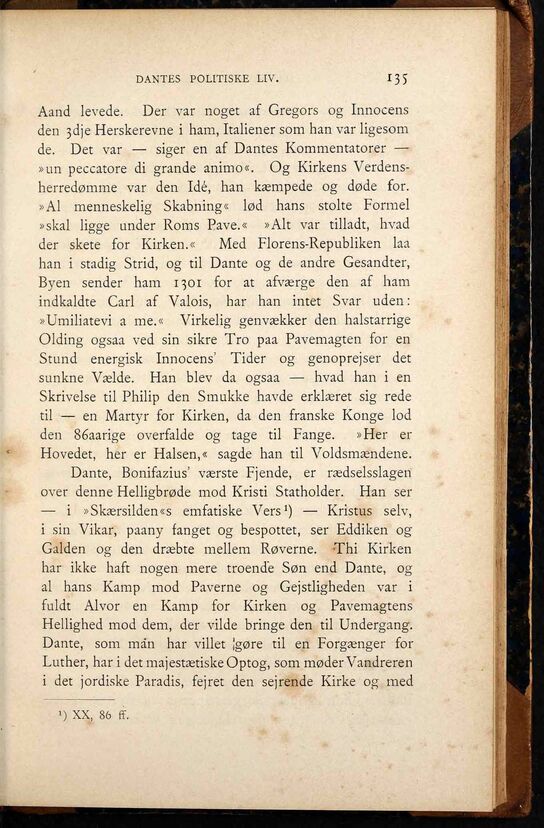 DANTES POLITISKE LIV. 135
Aand levede. Der var noget af Gregors og Innocens
den 3dje Herskerevne i ham, Italiener som han var ligesom
de. Det var — siger en af Dantes Kommentatorer —
»un peccatore di grande animo«. Og Kirkens Verdens-
herredømme var den Idé, han kæmpede og døde for.
»Al menneskelig Skabning« lød hans stolte Formel
»skal ligge under Roms Pave.« »Alt var tilladt, hvad
der skete for Kirken.« Med Florens-Republiken laa
han i stadig Strid, og til Dante og de andre Gesandter,
Byen sender ham 1301 for at afværge den af ham
indkaldte Carl af Valois, har han intet Svar uden:
»Umiliatevi a me.« Virkelig genvækker den halstarrige
Olding ogsaa ved sin sikre Tro paa Pavemagten for en
Stund energisk Innocens' Tider og genoprejser det
sunkne Vælde. Han blev da ogsaa — hvad han i en
Skrivelse til Philip den Smukke havde erklæret sig rede
til — en Martyr for Kirken, da den franske Konge lod
den 86aarige overfalde og tage til Fange. »Her er
Hovedet, her er Halsen,« sagde han til Voldsmændene.
Dante, Bonifazius' værste Fjende, er rædselsslagen
over denne Helligbrøde mod Kristi Statholder. Han ser
— i »Skærsilden«s emfatiske Vers¹) — Kristus selv,
i sin Vikar, paany fanget og bespottet, ser Eddiken og
Galden og den dræbte mellem Røverne. Thi Kirken
har ikke haft nogen mere troende Søn end Dante, og
al hans Kamp mod Paverne og Gejstligheden var i
fuldt Alvor en Kamp for Kirken og Pavemagtens
Hellighed mod dem, der vilde bringe den til Undergang.
Dante, som man har villet gøre til en Forgænger for
Luther, har i det majestætiske Optog, som møder Vandreren
i det jordiske Paradis, fejret den sejrende Kirke og med
¹) XX, 86 ff.